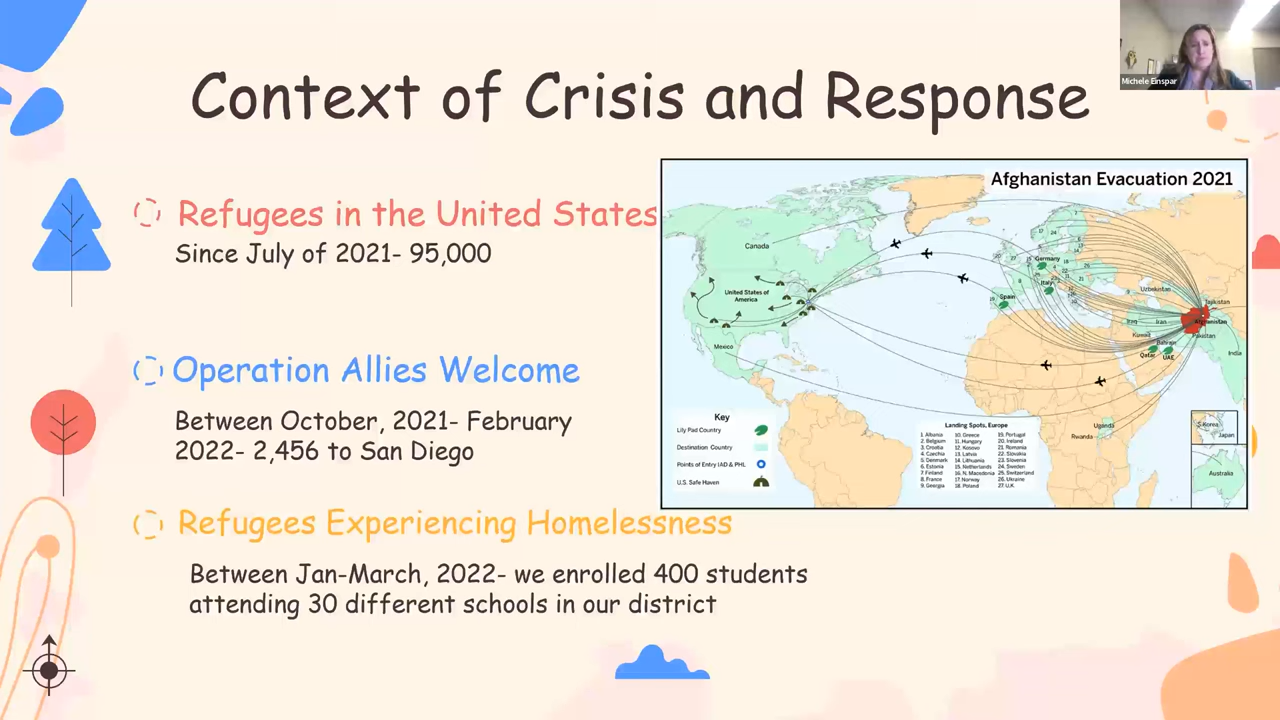 Context of Crisis and Response
Michele Einspar
Refugees in the United States
Since July of 2021- 95,000
Operation Allies Welcome
Between October, 2021- February
2022- 2,456 to San Diego
Refugees Experiencing Homelessness
Between Jan-March, 2022- we enrolled 400 students
attending 30 different schools in our district
Afghanistan Evacuation 2021
Canada
United States of
America
Mexico
Germany
Italy
Spain
Uzbekistan
Tajikistan
Afghanistan
Pakistan
Iraq
Iran
Kuwait
Bahrain
Qatar
UAE
India
Uganda
Rwanda
S.Korea
Japan
Australia
Key
Lily Pad Country
Destination Country
Points of Entry IAD & PHL
U.S. Safe Haven
Landing Spots, Europe
1. Albania 10. Greece 19. Portugal
2. Belgium 11. Hungary 20. Ireland
3. Croatia 12. Kosovo 21. Romania
4. Czechia 13. Latvia 22. Slovakia
5. Denmark 14. Lithuania 23. Slovenia
6. Estonia 15. Netherlands 24. Sweden
7. Finland 16. N. Macedonia 25. Switzerland
8. France 17. Norway 26. Ukraine
9. Georgia 18. Poland 27. U.K